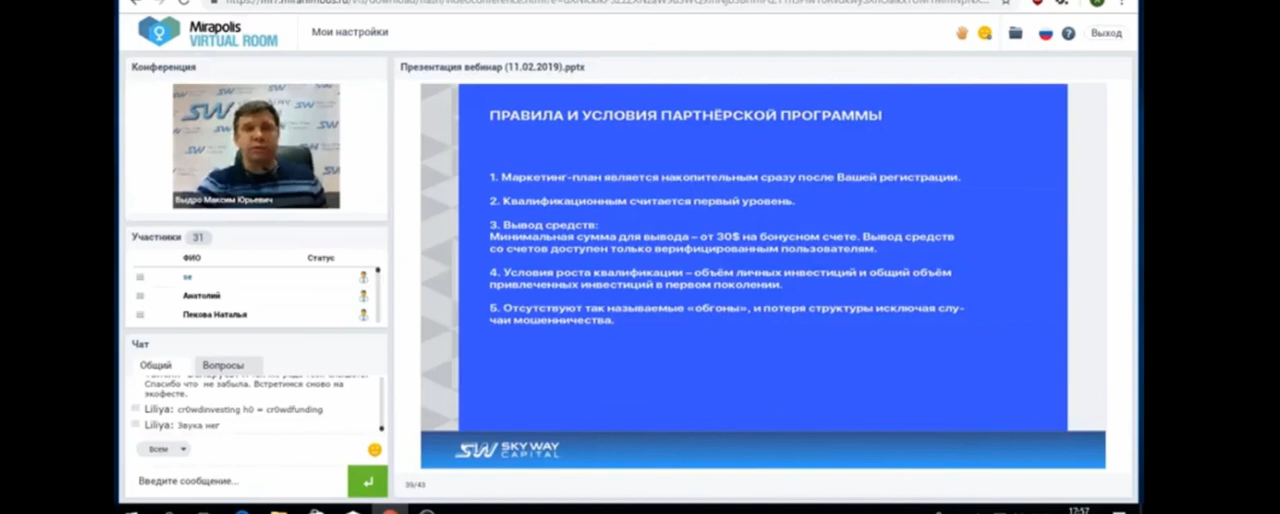 Mirapolis
VIRTUAL ROOM
Мои настройки
Выход
Конференция
Выдро Максим Юрьевич
Участники 31
ФИО Статус
se
Анатолий
Пекова Наталья
Чат
Общий Вопросы
Спасибо что не забыла. Встретимся сново на
экофесте.
Liliya: cr0wdinvesting h0 = cr0wdfunding
Liliya: Звука нет
Всем
Введите сообщение...
Презентация вебинар (11.02.2019).pptx
ПРАВИЛА И УСЛОВИЯ ПАРТНЁРСКОЙ ПРОГРАММЫ
1. Маркетинг-план является накопительным сразу после Вашей регистрации.
2. Квалификационным считается первый уровень.
3. Вывод средств:
Минимальная сумма для вывода – от 30$ на бонусном счете. Вывод средств
со счетов доступен только верифицированным пользователям.
4. Условия роста квалификации – объём личных инвестиций и общий объём
привлеченных инвестиций в первом поколении.
5. Отсутствуют так называемые «обгоны», и потеря структуры исключая слу-
чаи мошенничества.
SW SKY WAY
CAPITAL
39/43
17:57